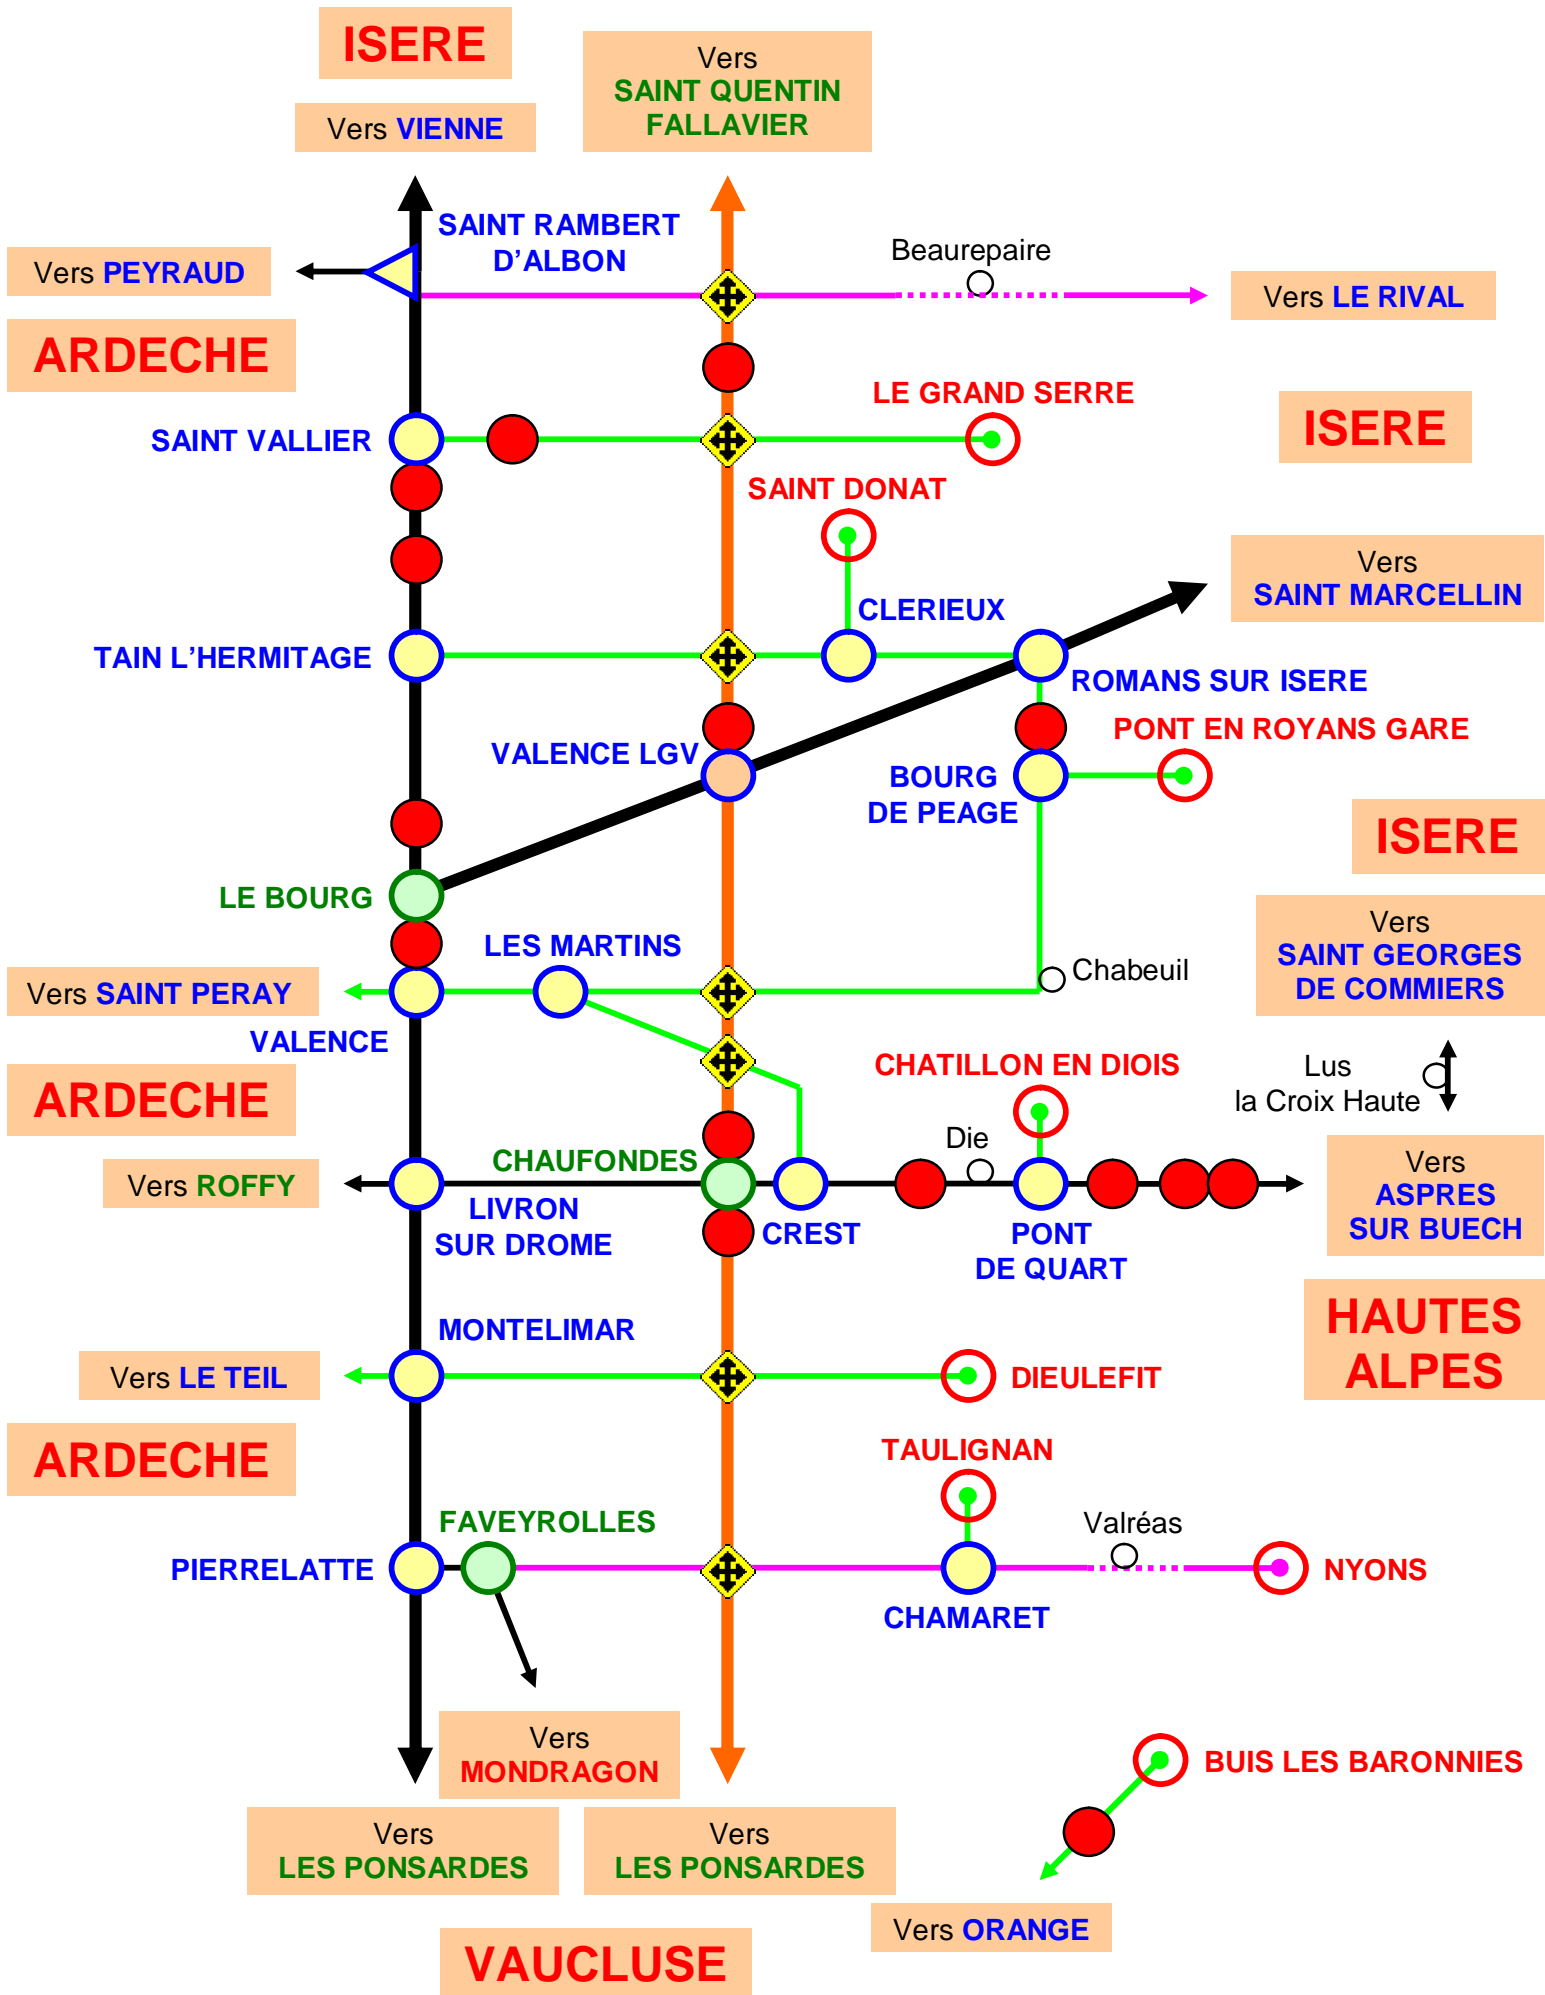 ISERE
Vers
SAINT QUENTIN
FALLAVIER
Vers VIENNE
SAINT RAMBERT
D'ALBON
Beaurepaire
Vers PEYRAUD
Vers LE RIVAL
ARDECHE
LE GRAND SERRE
ISERE
SAINT VALLIER
SAINT DONAT
Vers
SAINT MARCELLIN
CLERIEUX
TAIN L'HERMITAGE
ROMANS SUR ISERE
PONT EN ROYANS GARE
VALENCE LGV
BOURG
DE PEAGE
ISERE
LE BOURG
Vers
SAINT GEORGES
DE COMMIERS
LES MARTINS
Chabeuil
Vers SAINT PERAY
VALENCE
ARDECHE
CHATILLON EN DIOIS
Lus
la Croix Haute
Die
CHAUFONDES
Vers ROFFY
Vers
ASPRES
SUR BUECH
LIVRON
SUR DROME
CREST
PONT
DE QUART
HAUTES
ALPES
MONTELIMAR
Vers LE TEIL
DIEULEFIT
ARDECHE
TAULIGNAN
FAVEYROLLES
Valréas
PIERRELATTE
NYONS
CHAMARET
Vers
MONDRAGON
BUIS LES BARONNIES
Vers
LES PONSARDES
Vers
LES PONSARDES
Vers ORANGE
VAUCLUSE